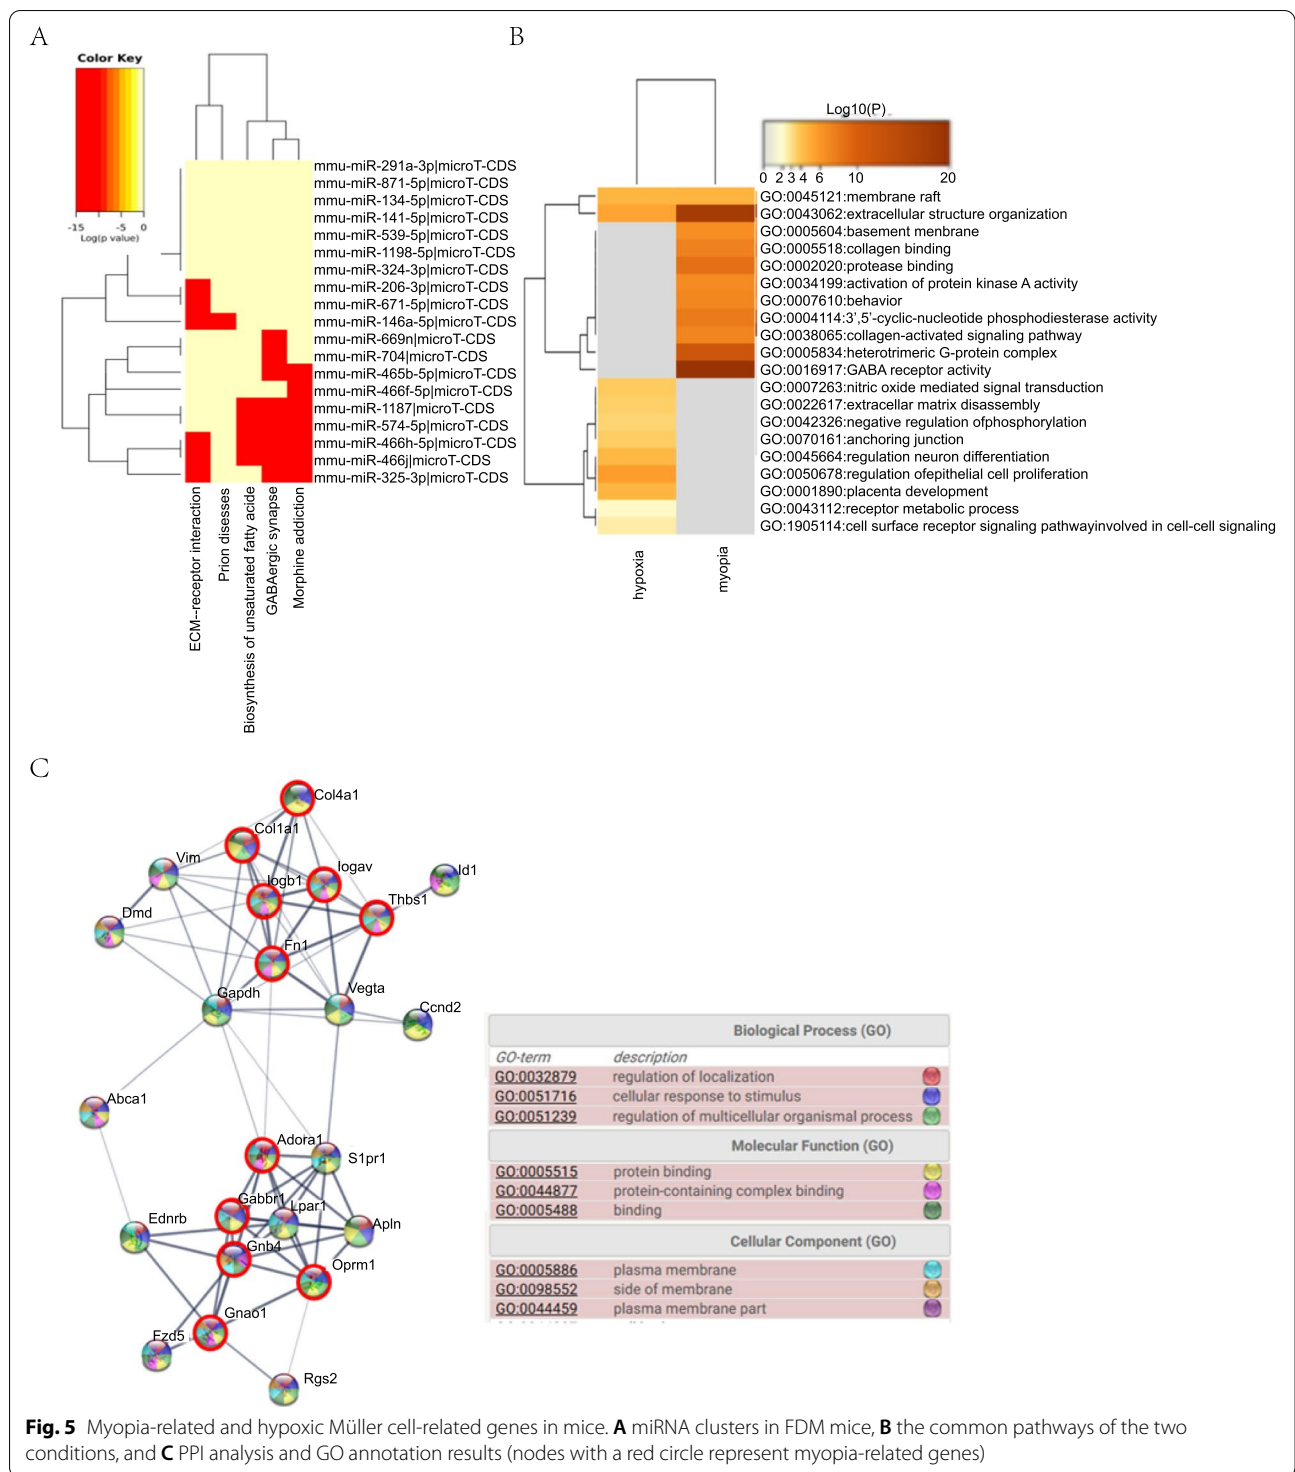 A
Color Key
-15 -5 0
Log(p value)
mmu-miR-291a-3p|microT-CDS
mmu-miR-871-5p|microT-CDS
mmu-miR-134-5p|microT-CDS
mmu-miR-141-5p|microT-CDS
mmu-miR-539-5p|microT-CDS
mmu-miR-1198-5p|microT-CDS
mmu-miR-324-3p|microT-CDS
mmu-miR-206-3p|microT-CDS
mmu-miR-671-5p|microT-CDS
mmu-miR-146a-5p|microT-CDS
mmu-miR-669n|microT-CDS
mmu-miR-704|microT-CDS
mmu-miR-465b-5p|microT-CDS
mmu-miR-466f-5p|microT-CDS
mmu-miR-1187|microT-CDS
mmu-miR-574-5p|microT-CDS
mmu-miR-466h-5p|microT-CDS
mmu-miR-466j|microT-CDS
mmu-miR-325-3p|microT-CDS
ECM--receptor interaction
Prion diseses
Biosynthesis of unsaturated fatty acide
GABAergic synapse
Morphine addiction
B
Log10(P)
0 2 3 4 6 10 20
GO:0045121:membrane raft
GO:0043062:extracellular structure organization
GO:0005604:basement membrane
GO:0005518:collagen binding
GO:0002020:protease binding
GO:0034199:activation of protein kinase A activity
GO:0007610:behavior
GO:0004114:3',5'-cyclic-nucleotide phosphodiesterase activity
GO:0038065:collagen-activated signaling pathway
GO:0005834:heterotrimeric G-protein complex
GO:0016917:GABA receptor activity
GO:0007263:nitric oxide mediated signal transduction
GO:0022617:extracellar matrix disassembly
GO:0042326:negative regulation ofphosphorylation
GO:0070161:anchoring junction
GO:0045664:regulation neuron differentiation
GO:0050678:regulation ofepithelial cell proliferation
GO:0001890:placenta development
GO:0043112:receptor metabolic process
GO:1905114:cell surface receptor signaling pathwayinvolved in cell-cell signaling
hypoxia
myopia
C
Col4a1
Col1a1
Vim
Iogav
Id1
Iogb1
Thbs1
Dmd
Fn1
Gapdh
Vegta
Ccnd2
Abca1
Adora1
S1pr1
Gabbr1
Lpar1
Ednrb
Apln
Gnb4
Oprm1
Gnao1
Fzd5
Rgs2
Biological Process (GO)
GO-term description
GO:0032879 regulation of localization
GO:0051716 cellular response to stimulus
GO:0051239 regulation of multicellular organismal process
Molecular Function (GO)
GO:0005515 protein binding
GO:0044877 protein-containing complex binding
GO:0005488 binding
Cellular Component (GO)
GO:0005886 plasma membrane
GO:0098552 side of membrane
GO:0044459 plasma membrane part
Fig. 5 Myopia-related and hypoxic Müller cell-related genes in mice. A miRNA clusters in FDM mice, B the common pathways of the two
conditions, and C PPI analysis and GO annotation results (nodes with a red circle represent myopia-related genes)